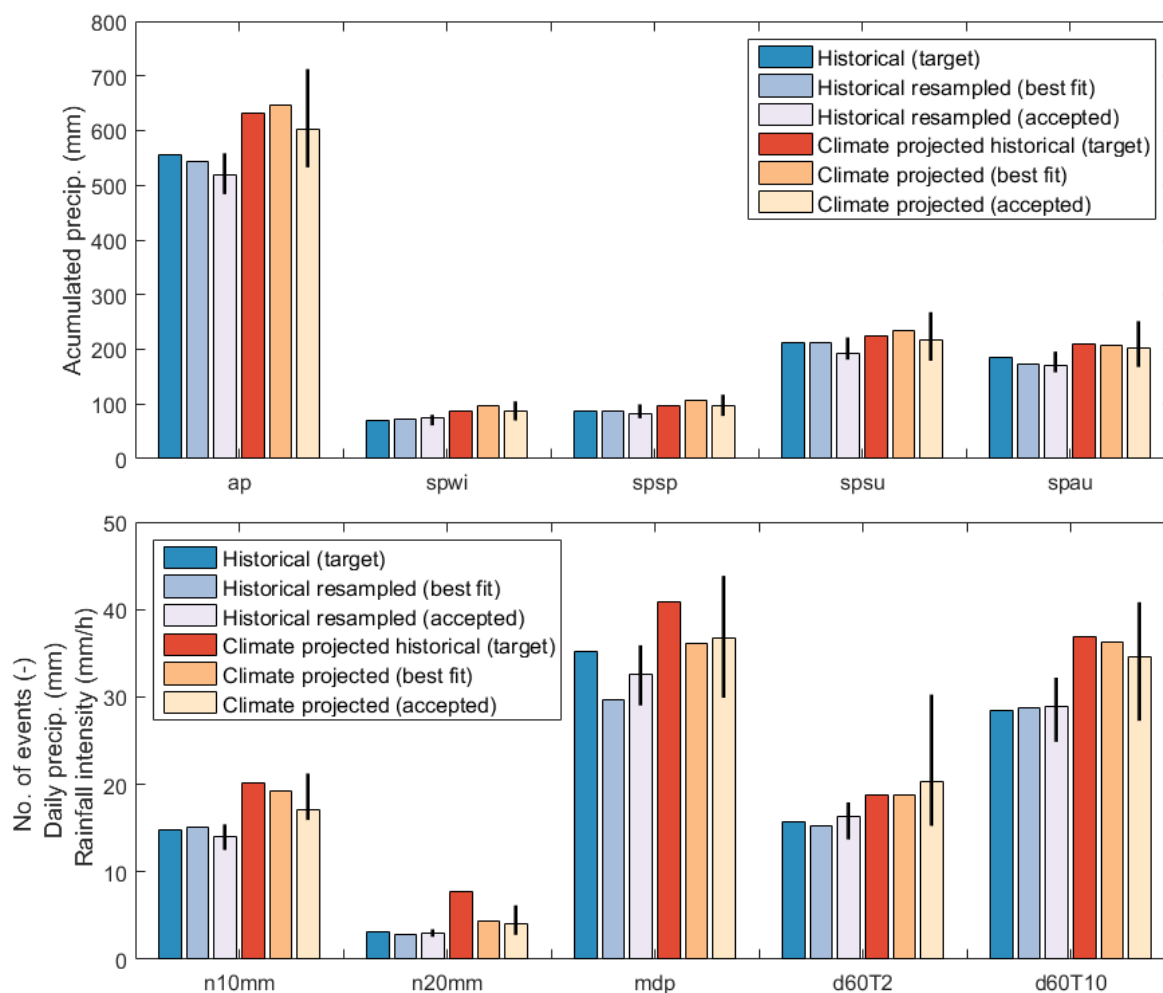 800
700
600
500
400
300
200
100
0
Acumulated precip. (mm)
Historical (target)
Historical resampled (best fit)
Historical resampled (accepted)
Climate projected historical (target)
Climate projected (best fit)
Climate projected (accepted)
ap spwi spsp spsu spau
50
40
30
20
10
0
No. of events (-)
Daily precip. (mm)
Rainfall intensity (mm/h)
Historical (target)
Historical resampled (best fit)
Historical resampled (accepted)
Climate projected historical (target)
Climate projected (best fit)
Climate projected (accepted)
n10mm n20mm mdp d60T2 d60T10